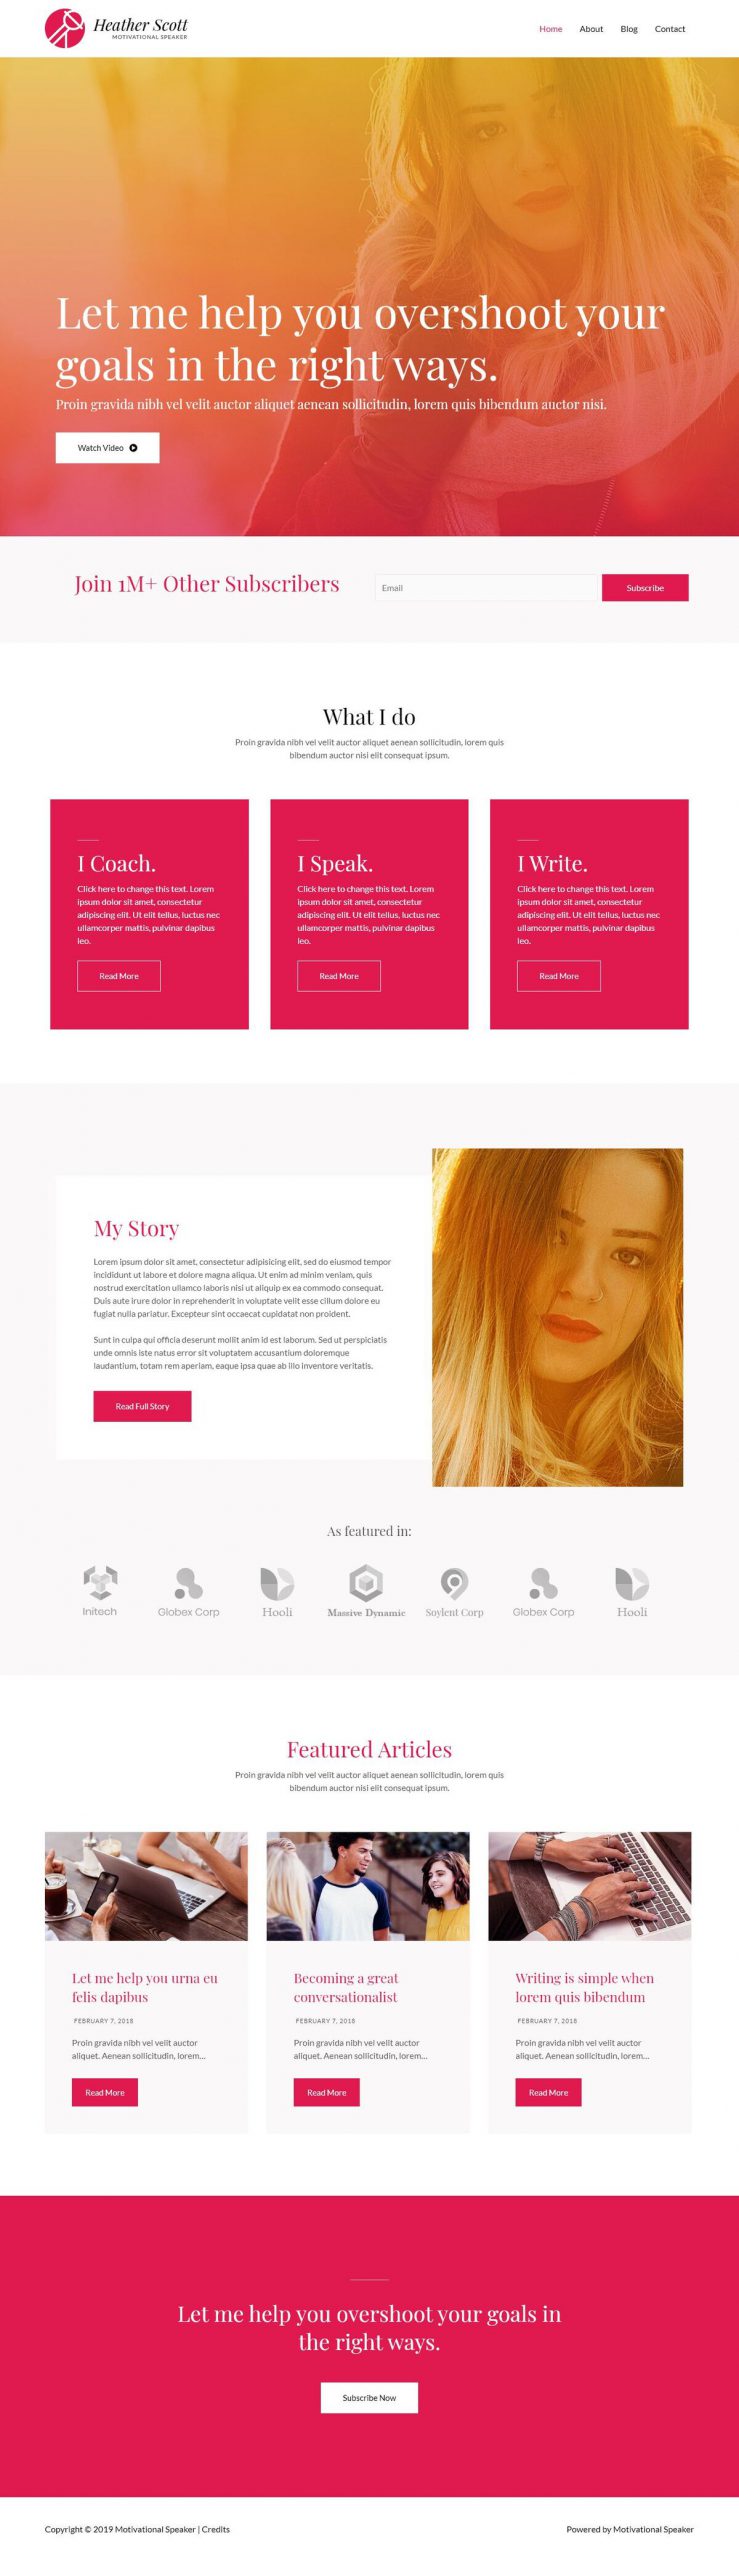 Heather Scott
MOTIVATIONAL SPEAKER
Home About Blog Contact
Let me help you overshoot your
goals in the right ways.
Proin gravida nibh vel velit auctor aliquet aenean sollicitudin, lorem quis bibendum auctor nisi.
Watch Video
Join 1M+ Other Subscribers
Email
Subscribe
What I do
Proin gravida nibh vel velit auctor aliquet aenean sollicitudin, lorem quis
bibendum auctor nisi elit consequat ipsum.
I Coach.
Click here to change this text. Lorem
ipsum dolor sit amet, consectetur
adipiscing elit. Ut elit tellus, luctus nec
ullamcorper mattis, pulvinar dapibus
leo.
Read More
I Speak.
Click here to change this text. Lorem
ipsum dolor sit amet, consectetur
adipiscing elit. Ut elit tellus, luctus nec
ullamcorper mattis, pulvinar dapibus
leo.
Read More
I Write.
Click here to change this text. Lorem
ipsum dolor sit amet, consectetur
adipiscing elit. Ut elit tellus, luctus nec
ullamcorper mattis, pulvinar dapibus
leo.
Read More
My Story
Lorem ipsum dolor sit amet, consectetur adipisicing elit, sed do eiusmod tempor
incididunt ut labore et dolore magna aliqua. Ut enim ad minim veniam, quis
nostrud exercitation ullamco laboris nisi ut aliquip ex ea commodo consequat.
Duis aute irure dolor in reprehenderit in voluptate velit esse cillum dolore eu
fugiat nulla pariatur. Excepteur sint occaecat cupidatat non proident.
Sunt in culpa qui officia deserunt mollit anim id est laborum. Sed ut perspiciatis
unde omnis iste natus error sit voluptatem accusantium doloremque
laudantium, totam rem aperiam, eaque ipsa quae ab illo inventore veritatis.
Read Full Story
As featured in:
Initech
Globex Corp
Hooli
Massive Dynamic
Soylent Corp
Globex Corp
Hooli
Featured Articles
Proin gravida nibh vel velit auctor aliquet aenean sollicitudin, lorem quis
bibendum auctor nisi elit consequat ipsum.
Let me help you urna eu
felis dapibus
FEBRUARY 7, 2018
Proin gravida nibh vel velit auctor
aliquet. Aenean sollicitudin, lorem...
Read More
Becoming a great
conversationalist
FEBRUARY 7, 2018
Proin gravida nibh vel velit auctor
aliquet. Aenean sollicitudin, lorem...
Read More
Writing is simple when
lorem quis bibendum
FEBRUARY 7, 2018
Proin gravida nibh vel velit auctor
aliquet. Aenean sollicitudin, lorem...
Read More
Let me help you overshoot your goals in
the right ways.
Subscribe Now
Copyright © 2019 Motivational Speaker | Credits
Powered by Motivational Speaker